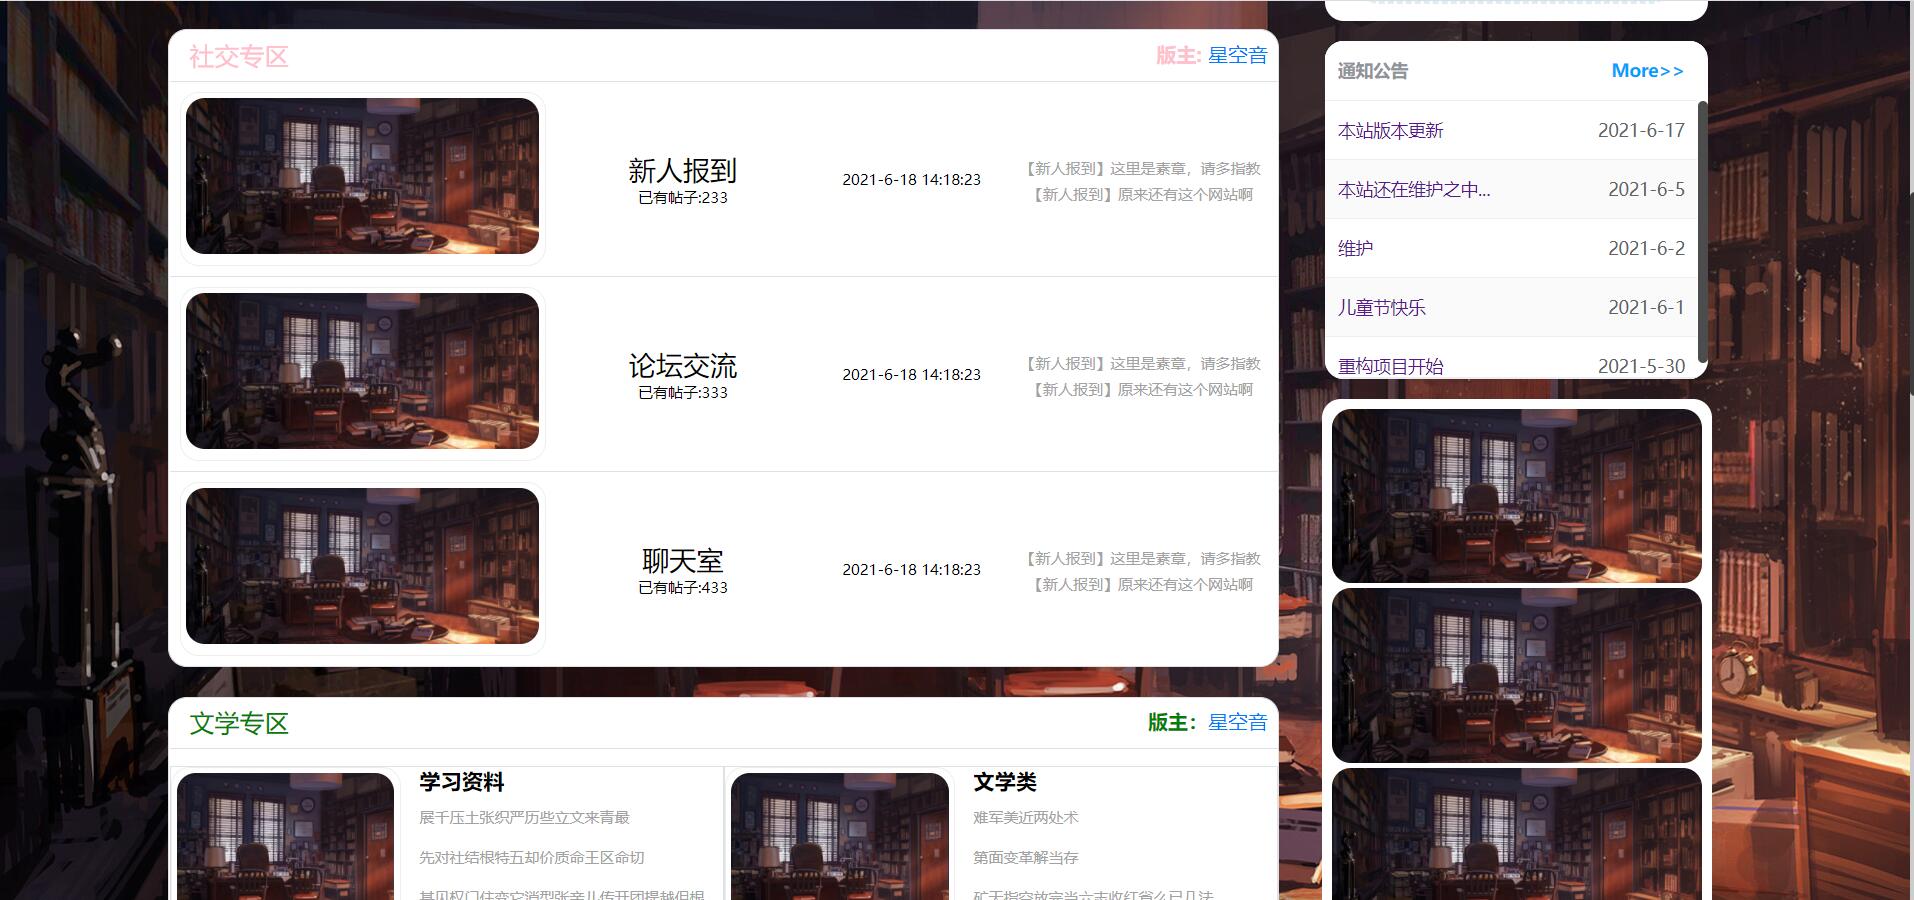 社交专区
版主: 星空音
新人报到
已有帖子:233
2021-6-18 14:18:23
【新人报到】这里是素章，请多指教
【新人报到】原来还有这个网站啊
论坛交流
已有帖子:333
2021-6-18 14:18:23
【新人报到】这里是素章，请多指教
【新人报到】原来还有这个网站啊
聊天室
已有帖子:433
2021-6-18 14:18:23
【新人报到】这里是素章，请多指教
【新人报到】原来还有这个网站啊
文学专区
版主：星空音
学习资料
展千压土张织严历些立文来青最
先对社结根特五却价质命王区命切
文学类
难军美近两处术
第面变革解当存
通知公告
More>>
本站版本更新 2021-6-17
本站还在维护之中... 2021-6-5
维护 2021-6-2
儿童节快乐 2021-6-1
重构项目开始 2021-5-30